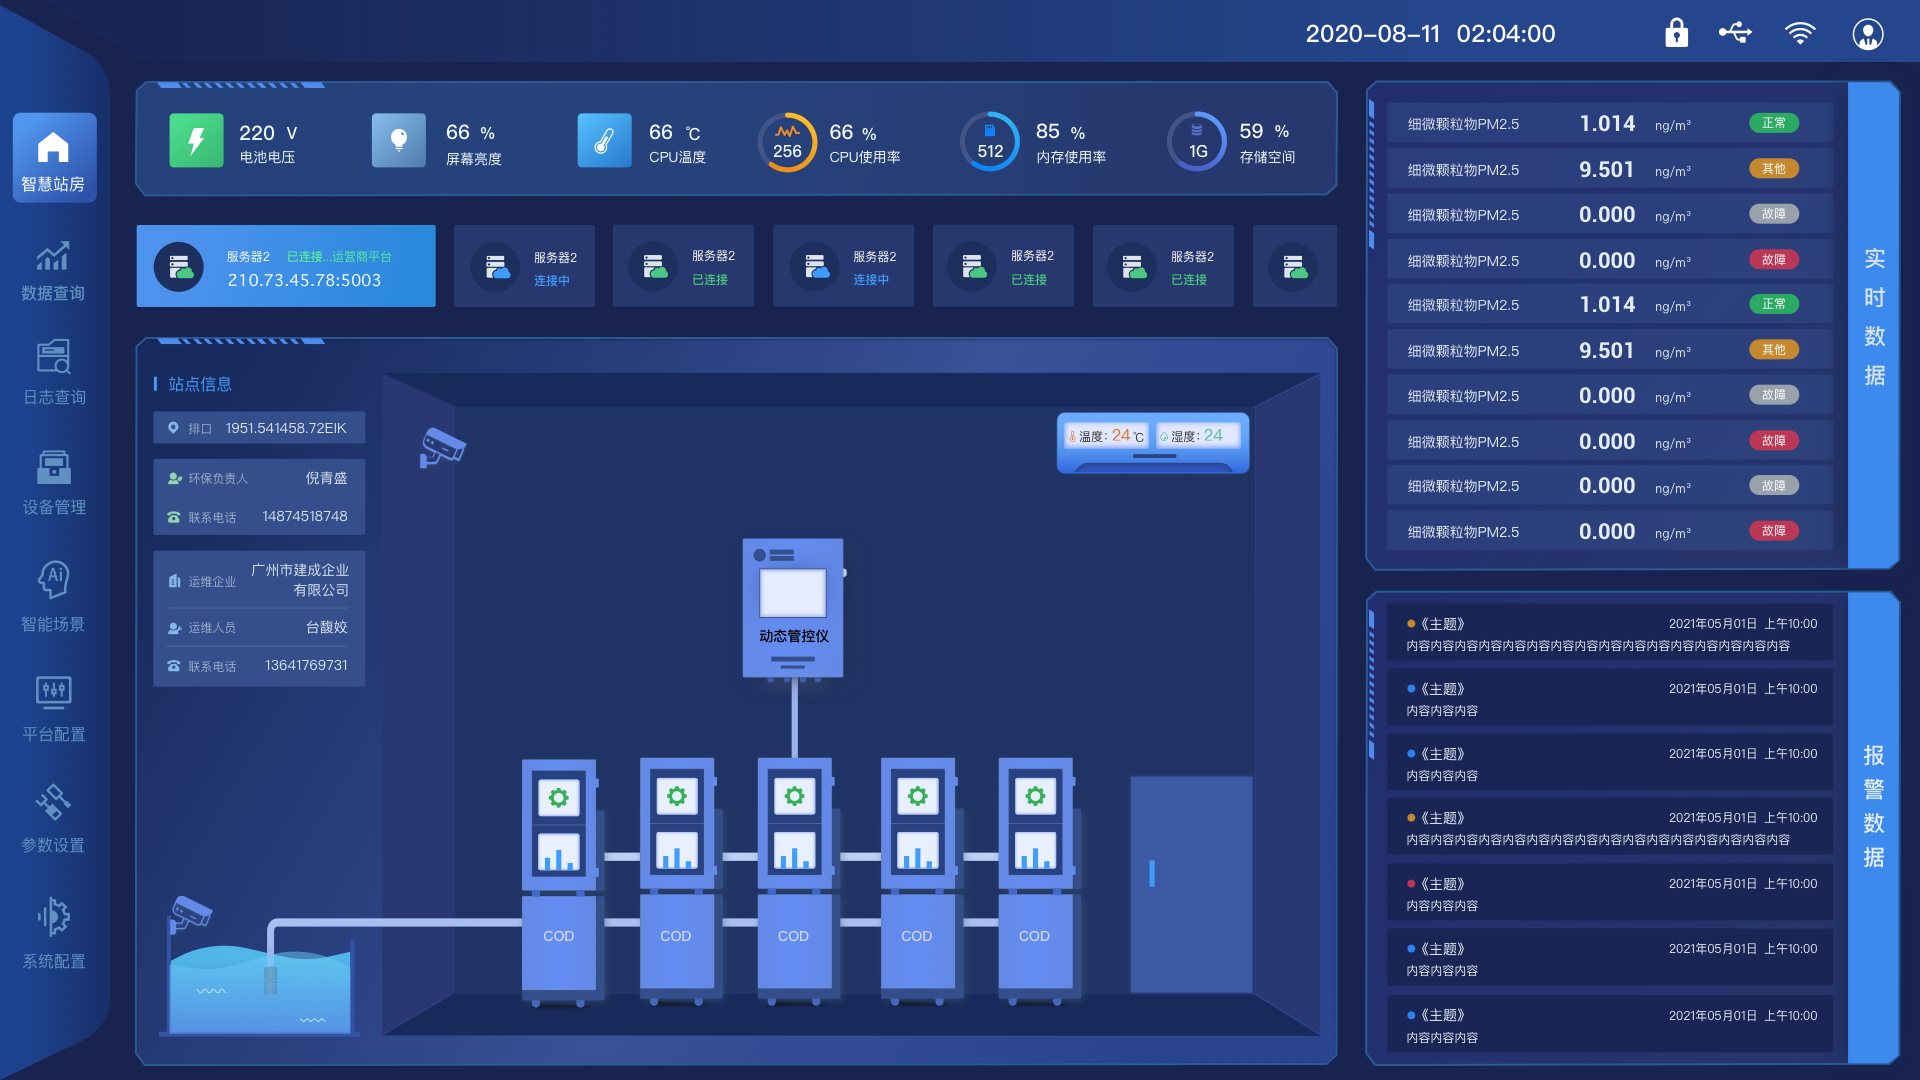 2020-08-11 02:04:00
智慧站房
数据查询
日志查询
设备管理
Ai
智能场景
平台配置
参数设置
系统配置
220 V
电池电压
66 %
屏幕亮度
66 ℃
CPU温度
256
66 %
CPU使用率
512
85 %
内存使用率
1G
59 %
存储空间
服务器2 已连接...运营商平台
210.73.45.78:5003
服务器2
连接中
服务器2
已连接
服务器2
连接中
服务器2
已连接
服务器2
已连接
站点信息
排口 1951.541458.72EIK
环保负责人 倪青盛
联系电话 14874518748
运维企业 广州市建成企业
有限公司
运维人员 台馥姣
联系电话 13641769731
温度: 24℃ 湿度: 24
动态管控仪
COD
COD
COD
COD
COD
细微颗粒物PM2.5 1.014 ng/m³ 正常
细微颗粒物PM2.5 9.501 ng/m³ 其他
细微颗粒物PM2.5 0.000 ng/m³ 故障
细微颗粒物PM2.5 0.000 ng/m³ 故障
细微颗粒物PM2.5 1.014 ng/m³ 正常
细微颗粒物PM2.5 9.501 ng/m³ 其他
细微颗粒物PM2.5 0.000 ng/m³ 故障
细微颗粒物PM2.5 0.000 ng/m³ 故障
细微颗粒物PM2.5 0.000 ng/m³ 故障
细微颗粒物PM2.5 0.000 ng/m³ 故障
实时数据
《主题》 2021年05月01日 上午10:00
内容内容内容内容内容内容内容内容内容内容内容内容内容内容内容内容
《主题》 2021年05月01日 上午10:00
内容内容内容
《主题》 2021年05月01日 上午10:00
内容内容内容
《主题》 2021年05月01日 上午10:00
内容内容内容内容内容内容内容内容内容内容内容内容内容内容内容内容
《主题》 2021年05月01日 上午10:00
内容内容内容
《主题》 2021年05月01日 上午10:00
内容内容内容
《主题》 2021年05月01日 上午10:00
内容内容内容
报警数据